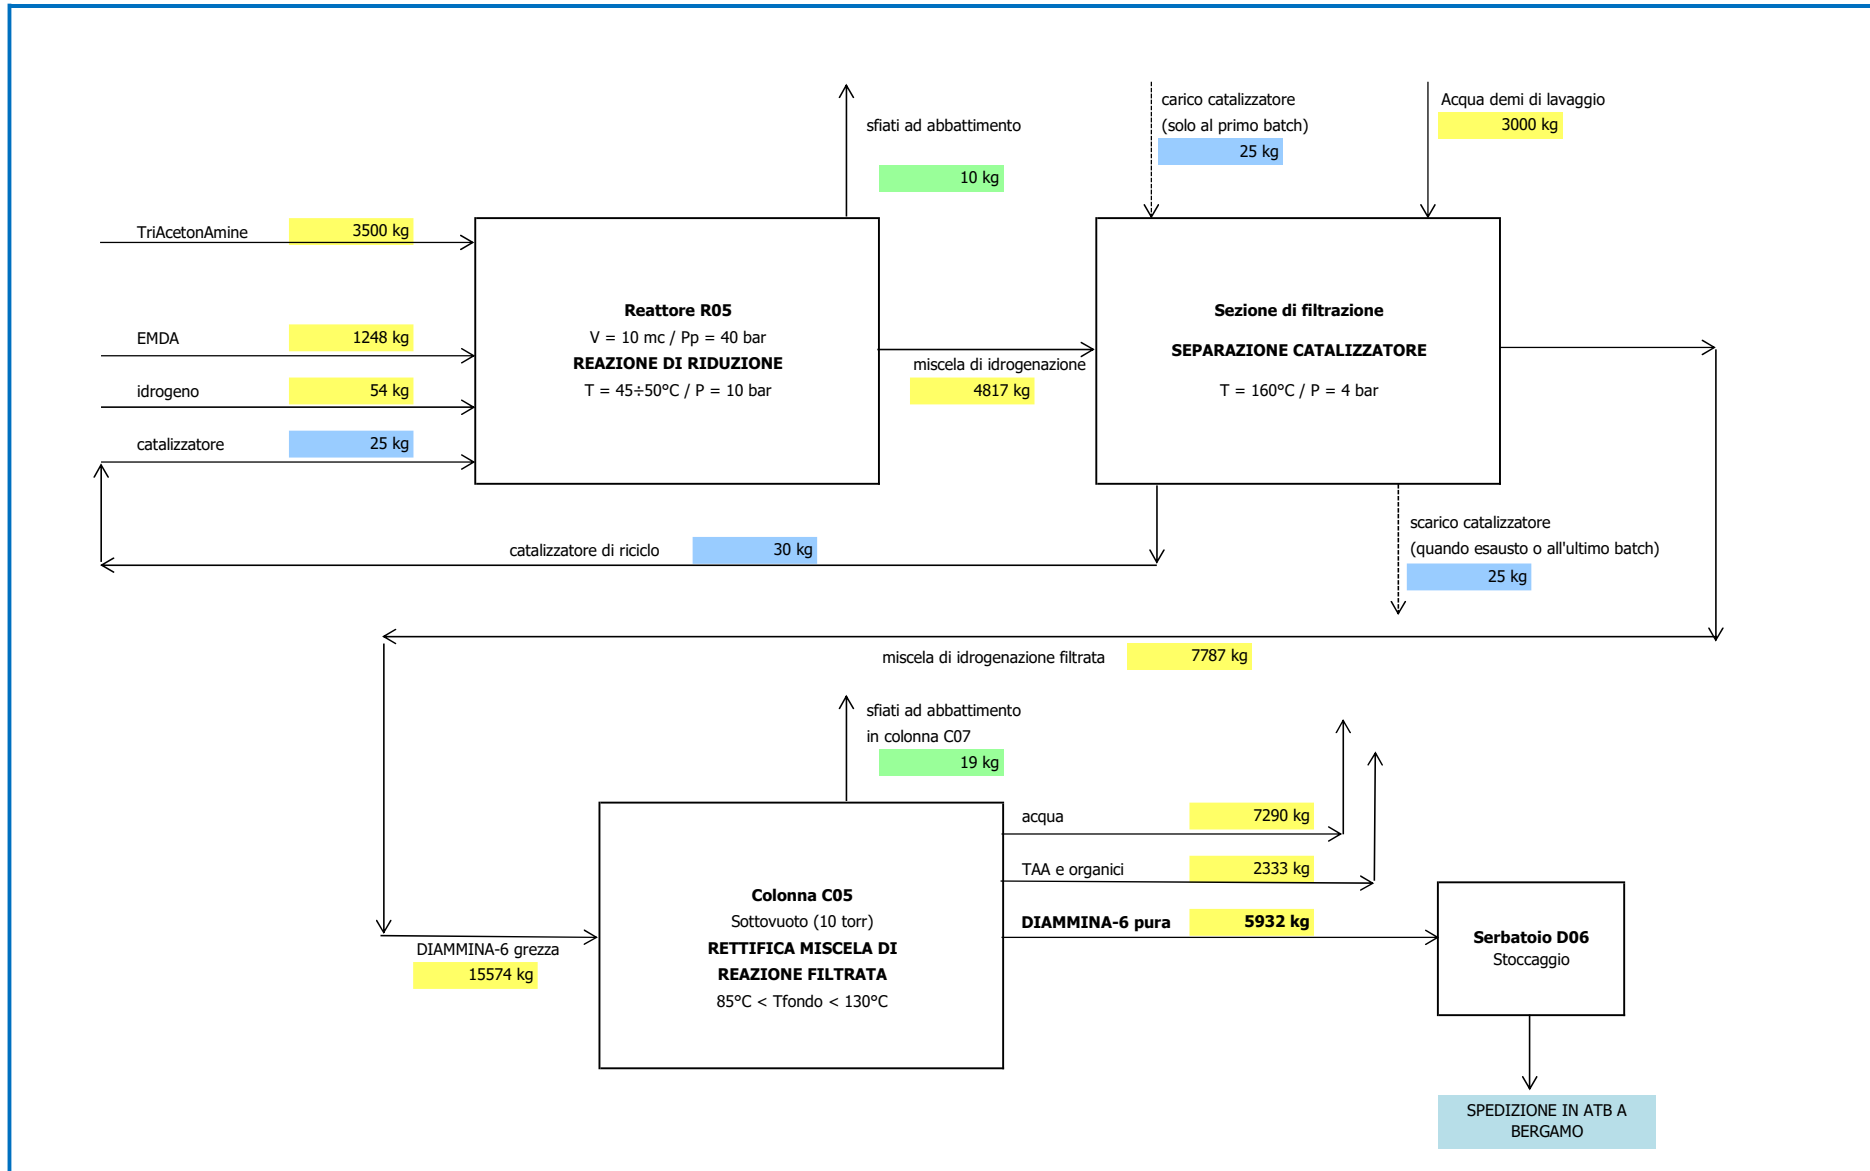 sfiati ad abbattimento
10 kg
carico catalizzatore
(solo al primo batch)
25 kg
Acqua demi di lavaggio
3000 kg
TriAcetonAmine 3500 kg
EMDA 1248 kg
idrogeno 54 kg
catalizzatore 25 kg
Reattore R05
V = 10 mc / Pp = 40 bar
REAZIONE DI RIDUZIONE
T = 45÷50°C / P = 10 bar
miscela di idrogenazione
4817 kg
Sezione di filtrazione
SEPARAZIONE CATALIZZATORE
T = 160°C / P = 4 bar
catalizzatore di riciclo 30 kg
scarico catalizzatore
(quando esausto o all'ultimo batch)
25 kg
miscela di idrogenazione filtrata 7787 kg
sfiati ad abbattimento
in colonna C07
19 kg
DIAMMINA-6 grezza
15574 kg
Colonna C05
Sottovuoto (10 torr)
RETTIFICA MISCELA DI
REAZIONE FILTRATA
85°C < Tfondo < 130°C
acqua 7290 kg
TAA e organici 2333 kg
DIAMMINA-6 pura 5932 kg
Serbatoio D06
Stoccaggio
SPEDIZIONE IN ATB A
BERGAMO